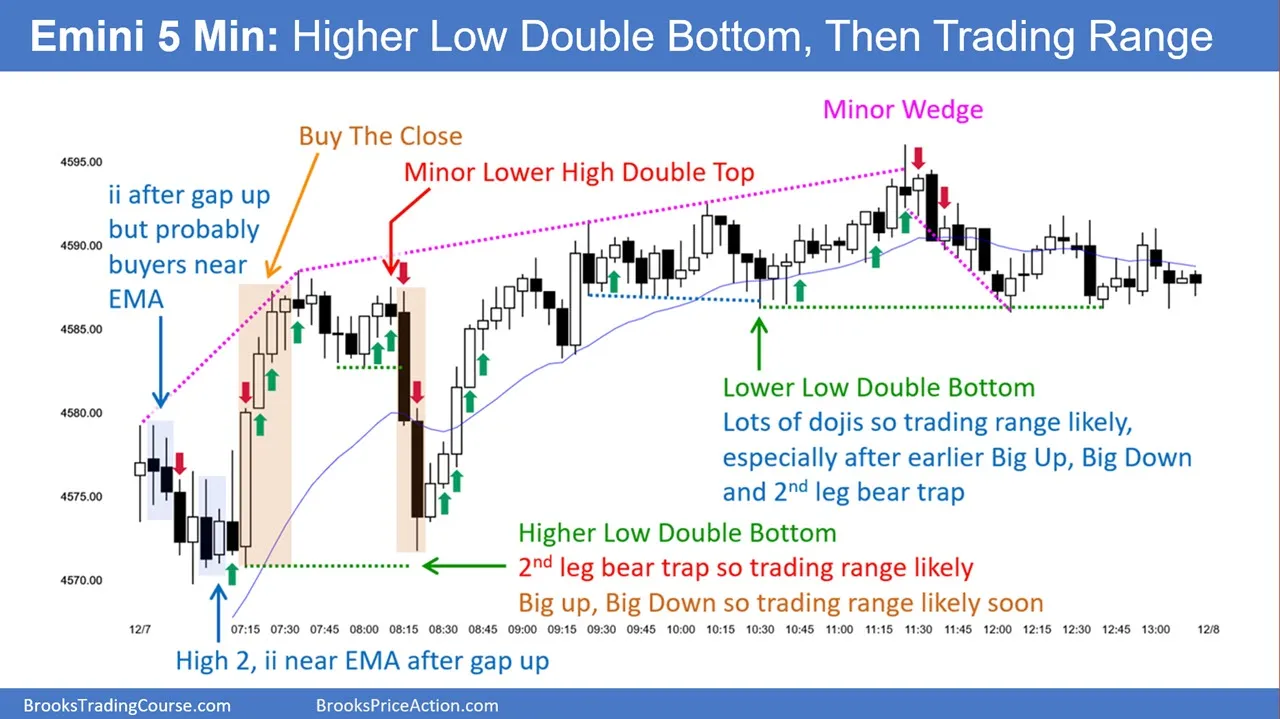 Emini 5 Min: Higher Low Double Bottom, Then Trading Range
Minor Wedge
Buy The Close
Minor Lower High Double Top
ii after gap up
but probably
buyers near
EMA
4595.00
4590.00
4585.00
4580.00
4575.00
4570.00
Lower Low Double Bottom
Lots of dojis so trading range likely,
especially after earlier Big Up, Big Down
and 2nd leg bear trap
Higher Low Double Bottom
2nd leg bear trap so trading range likely
Big up, Big Down so trading range likely soon
12/7 07:15 07:30 07:45 08:00 08:15 08:30 08:45 09:00 09:15 09:30 09:45 10:00 10:15 10:30 10:45 11:00 11:15 11:30 11:45 12:00 12:15 12:30 12:45 13:00 12/8
High 2, ii near EMA after gap up
BrooksTradingCourse.com BrooksPriceAction.com